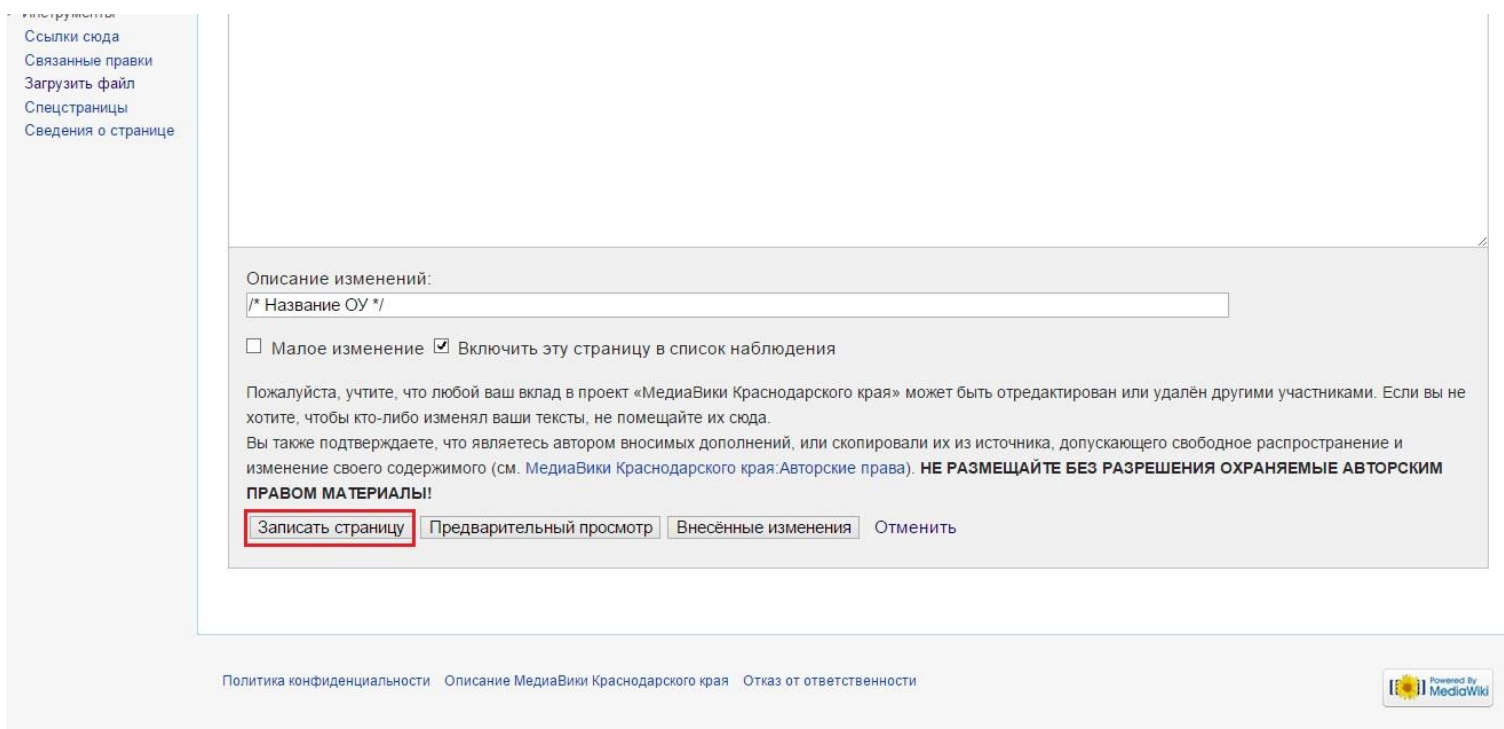 Инструменты
Ссылки сюда
Связанные правки
Загрузить файл
Спецстраницы
Сведения о странице
Описание изменений:
/* Название ОУ */
Малое изменение Включить эту страницу в список наблюдения
Пожалуйста, учтите, что любой ваш вклад в проект «МедиаВики Краснодарского края» может быть отредактирован или удалён другими участниками. Если вы не
хотите, чтобы кто-либо изменял ваши тексты, не помещайте их сюда.
Вы также подтверждаете, что являетесь автором вносимых дополнений, или скопировали их из источника, допускающего свободное распространение и
изменение своего содержимого (см. МедиаВики Краснодарского края:Авторские права). НЕ РАЗМЕЩАЙТЕ БЕЗ РАЗРЕШЕНИЯ ОХРАНЯЕМЫЕ АВТОРСКИМ
ПРАВОМ МАТЕРИАЛЫ!
Записать страницу Предварительный просмотр Внесённые изменения Отменить
Политика конфиденциальности Описание МедиаВики Краснодарского края Отказ от ответственности
Powered By
MediaWiki